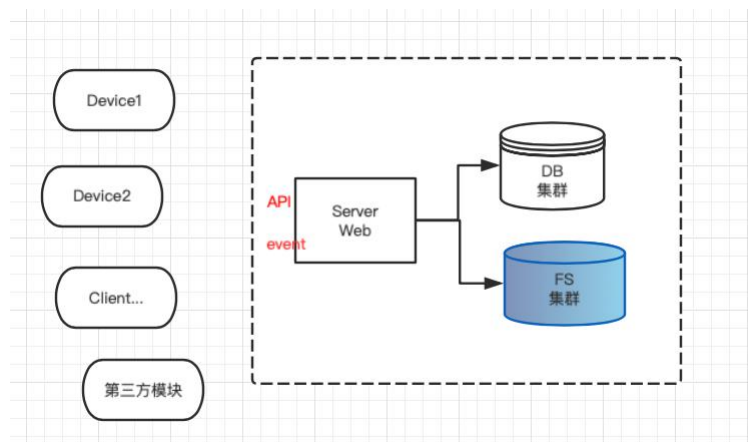 Device1
Device2
Client...
第三方模块
API
event
Server
Web
DB
集群
FS
集群